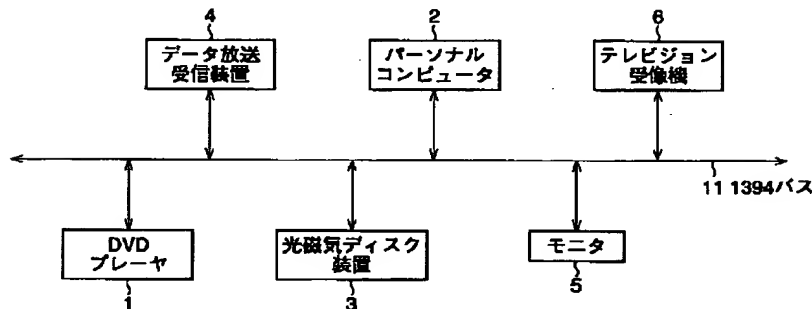 4
2
6
データ放送
受信装置
パーソナル
コンピュータ
テレビジョン
受像機
11 1394バス
DVD
プレーヤ
光磁気ディスク
装置
モニタ
1
3
5